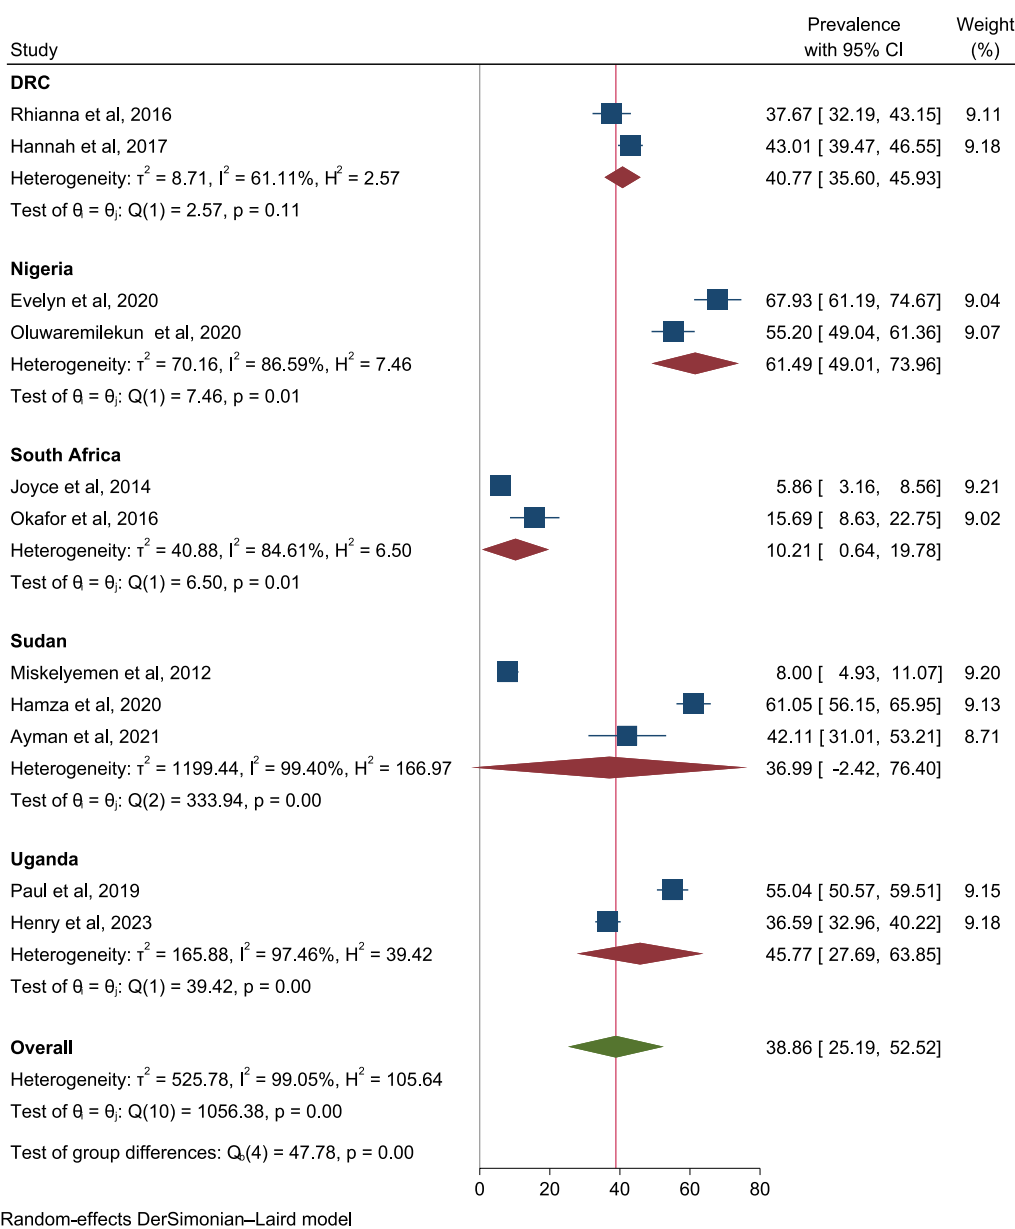 Prevalence Weight
Study with 95% CI (%)
DRC
Rhianna et al, 2016 37.67 [ 32.19, 43.15] 9.11
Hannah et al, 2017 43.01 [ 39.47, 46.55] 9.18
Heterogeneity: τ² = 8.71, I² = 61.11%, H² = 2.57 40.77 [ 35.60, 45.93]
Test of θᵢ = θⱼ: Q(1) = 2.57, p = 0.11
Nigeria
Evelyn et al, 2020 67.93 [ 61.19, 74.67] 9.04
Oluwaremilekun et al, 2020 55.20 [ 49.04, 61.36] 9.07
Heterogeneity: τ² = 70.16, I² = 86.59%, H² = 7.46 61.49 [ 49.01, 73.96]
Test of θᵢ = θⱼ: Q(1) = 7.46, p = 0.01
South Africa
Joyce et al, 2014 5.86 [ 3.16, 8.56] 9.21
Okafor et al, 2016 15.69 [ 8.63, 22.75] 9.02
Heterogeneity: τ² = 40.88, I² = 84.61%, H² = 6.50 10.21 [ 0.64, 19.78]
Test of θᵢ = θⱼ: Q(1) = 6.50, p = 0.01
Sudan
Miskelyemen et al, 2012 8.00 [ 4.93, 11.07] 9.20
Hamza et al, 2020 61.05 [ 56.15, 65.95] 9.13
Ayman et al, 2021 42.11 [ 31.01, 53.21] 8.71
Heterogeneity: τ² = 1199.44, I² = 99.40%, H² = 166.97 36.99 [ -2.42, 76.40]
Test of θᵢ = θⱼ: Q(2) = 333.94, p = 0.00
Uganda
Paul et al, 2019 55.04 [ 50.57, 59.51] 9.15
Henry et al, 2023 36.59 [ 32.96, 40.22] 9.18
Heterogeneity: τ² = 165.88, I² = 97.46%, H² = 39.42 45.77 [ 27.69, 63.85]
Test of θᵢ = θⱼ: Q(1) = 39.42, p = 0.00
Overall 38.86 [ 25.19, 52.52]
Heterogeneity: τ² = 525.78, I² = 99.05%, H² = 105.64
Test of θᵢ = θⱼ: Q(10) = 1056.38, p = 0.00
Test of group differences: Q_b(4) = 47.78, p = 0.00
0 20 40 60 80
Random-effects DerSimonian–Laird model